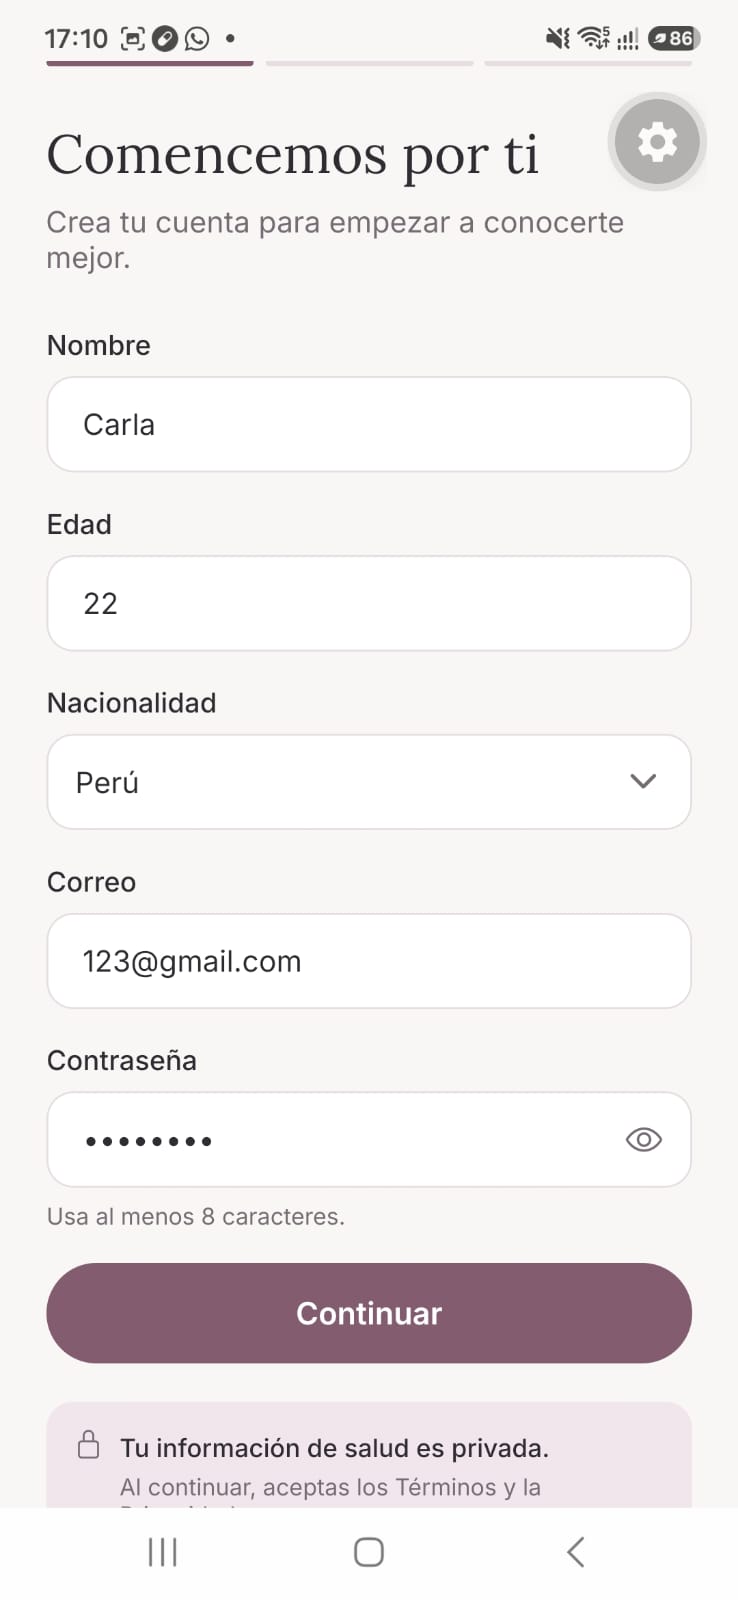 17:10
86
Comencemos por ti
Crea tu cuenta para empezar a conocerte
mejor.
Nombre
Carla
Edad
22
Nacionalidad
Perú
Correo
123@gmail.com
Contraseña
••••••••
Usa al menos 8 caracteres.
Continuar
Tu información de salud es privada.
Al continuar, aceptas los Términos y la